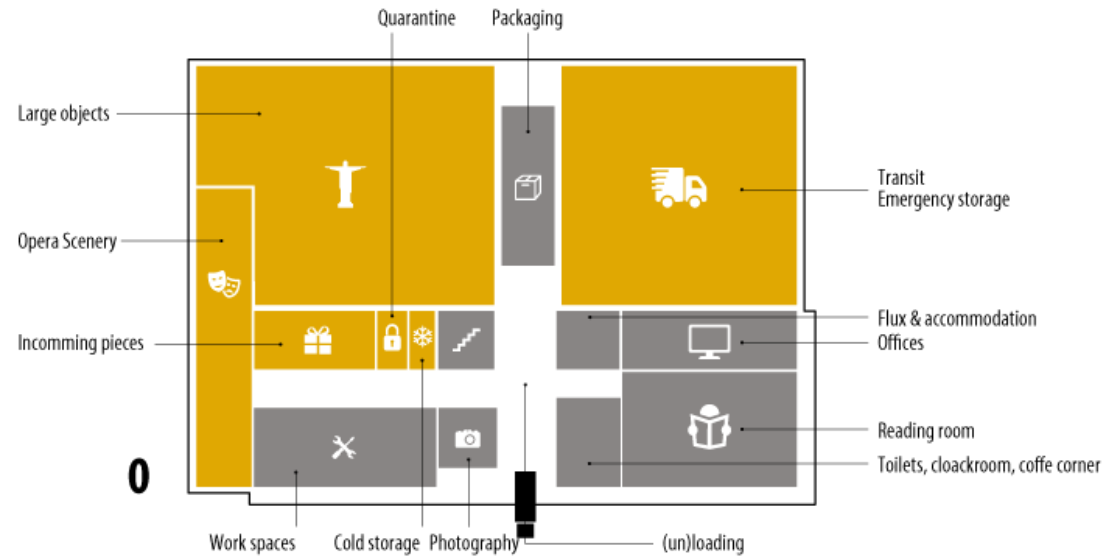 Quarantine
Packaging
Large objects
Transit
Emergency storage
Opera Scenery
Flux & accommodation
Incomming pieces
Offices
Reading room
Toilets, cloackroom, coffe corner
0
Work spaces
Cold storage
Photography
(un)loading